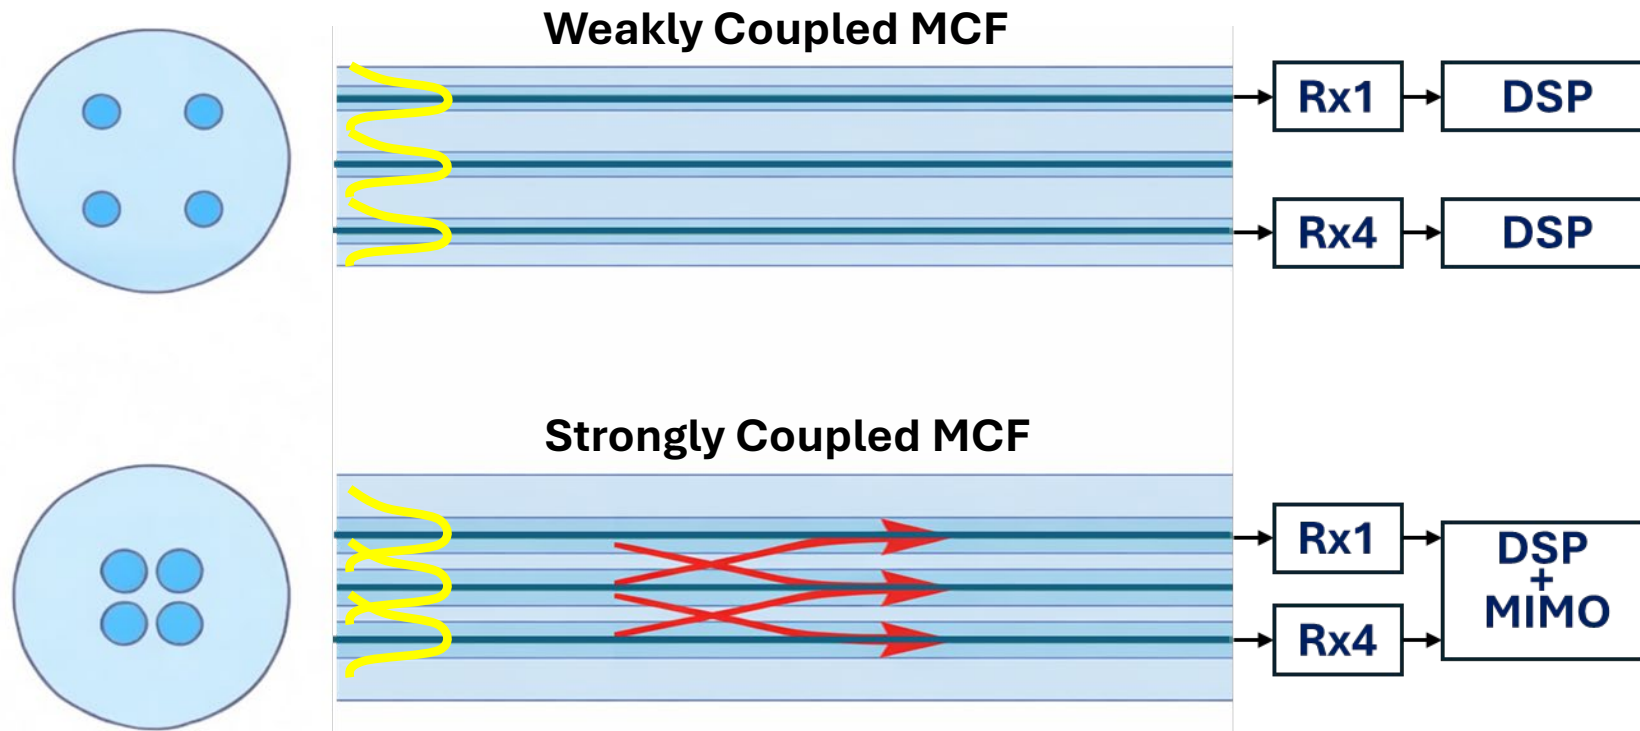 Weakly Coupled MCF
Rx1
DSP
Rx4
DSP
Strongly Coupled MCF
Rx1
DSP
+
MIMO
Rx4